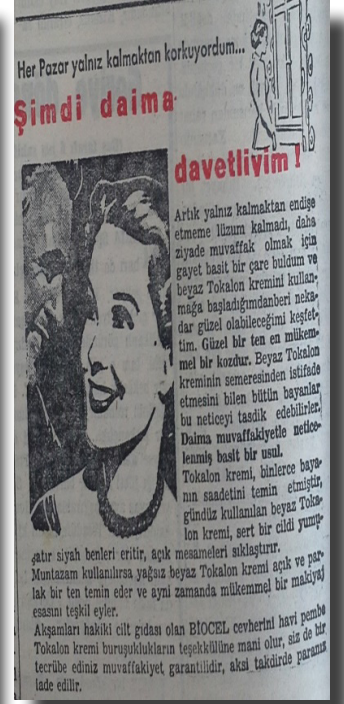 Her Pazar yalnız kalmaktan korkuyordum...
Şimdi daima
davetliyim !
Artık yalnız kalmaktan endişe
etmeme lüzum kalmadı, daha
ziyade muvaffak olmak için
gayet basit bir çare buldum ve
beyaz Tokalon kremini kullan-
mağa başladığımdanberi neka-
dar güzel olabileceğimi keşfet-
tim. Güzel bir ten en mükem-
mel bir kozdur. Beyaz Tokalon
kreminin semeresinden istifade
etmesini bilen bütün bayanlar
bu neticeyi tasdik edebilirler.
Daima muvaffakiyetle netice-
lenmiş basit bir usul.
Tokalon kremi, binlerce baya-
nın saadetini temin etmiştir,
gündüz kullanılan beyaz Toka-
lon kremi, sert bir cildi yumu-
şatır siyah benleri eritir, açık mesameleri sıklaştırır.
Muntazam kullanılırsa yağsız beyaz Tokalon kremi açık ve par-
lak bir ten temin eder ve ayni zamanda mükemmel bir makiyaj
esasını teşkil eyler.
Akşamları hakiki cilt gıdası olan BIOCEL cevherini havi pembe
Tokalon kremi buruşuklukların teşekkülüne mani olur, siz de bir
tecrübe ediniz muvaffakiyet garantilidir, aksi takdirde paranız
iade edilir.